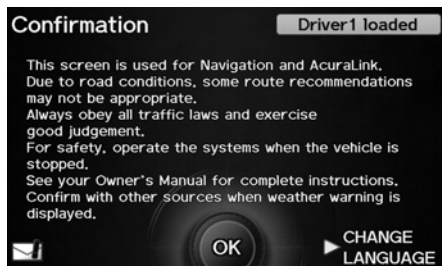 Confirmation
Driver1 loaded
This screen is used for Navigation and AcuraLink.
Due to road conditions, some route recommendations
may not be appropriate.
Always obey all traffic laws and exercise
good judgement.
For safety, operate the systems when the vehicle is
stopped.
See your Owner's Manual for complete instructions.
Confirm with other sources when weather warning is
displayed.
OK
CHANGE
LANGUAGE